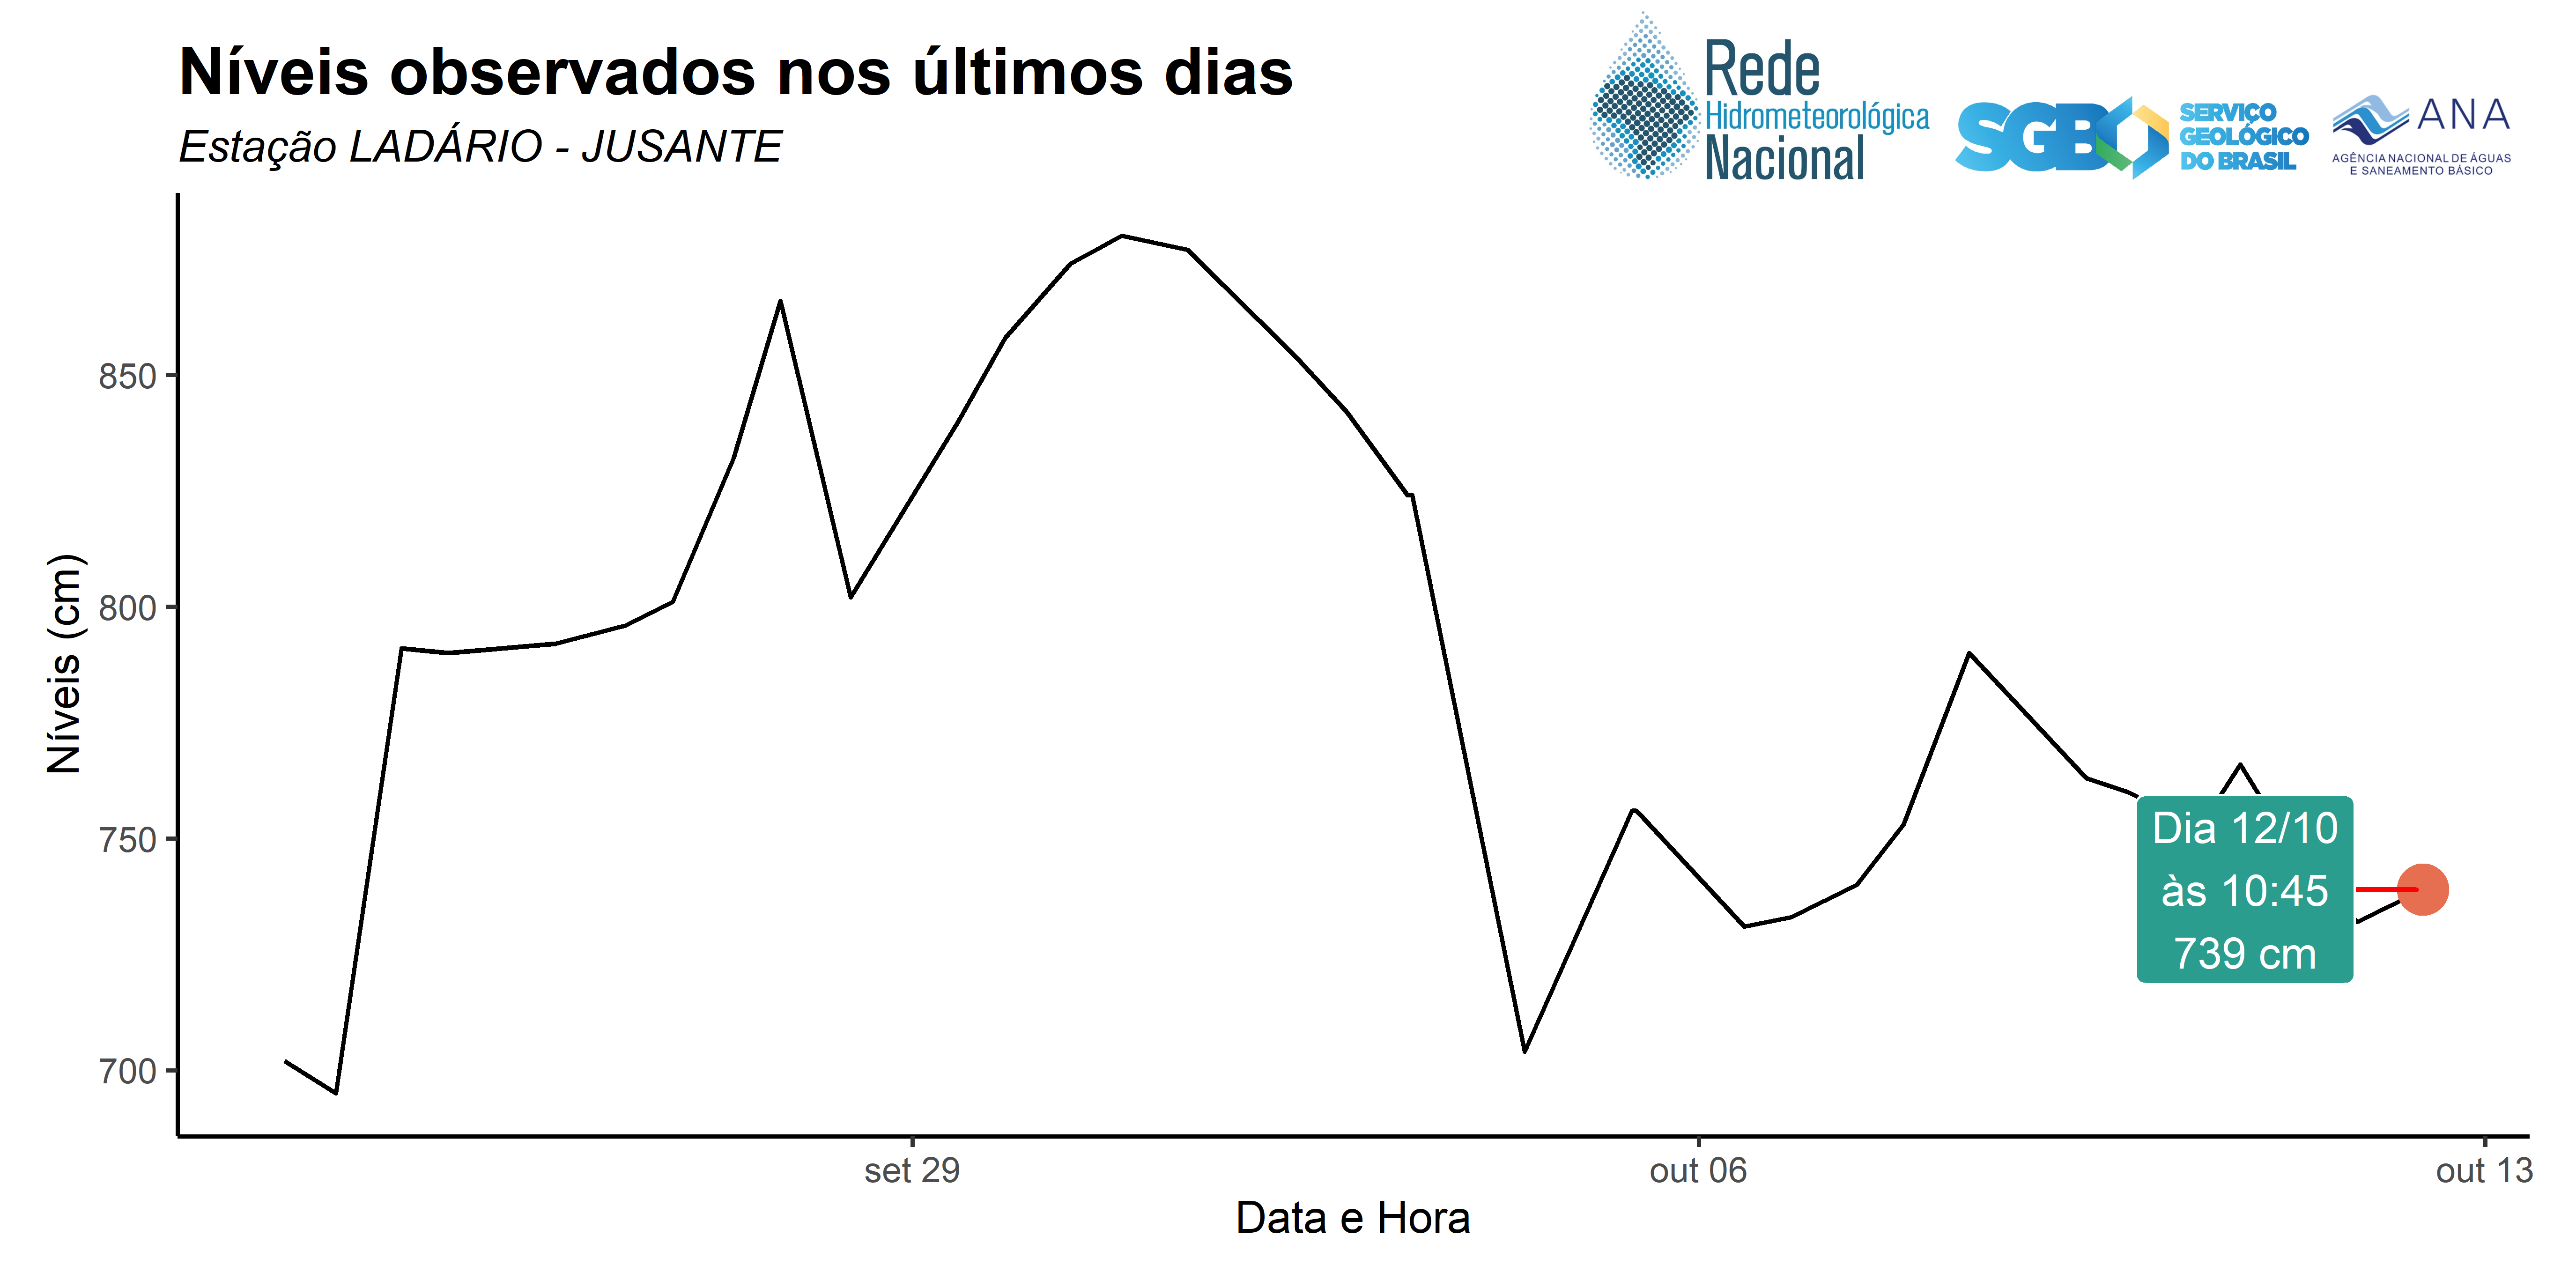 Níveis observados nos últimos dias
Estação LADÁRIO - JUSANTE
Rede
Hidrometeorológica
Nacional
SGB
SERVIÇO
GEOLÓGICO
DO BRASIL
ANA
AGÊNCIA NACIONAL DE ÁGUAS
E SANEAMENTO BÁSICO
Níveis (cm)
850
800
750
700
Dia 12/10
às 10:45
739 cm
set 29
out 06
out 13
Data e Hora